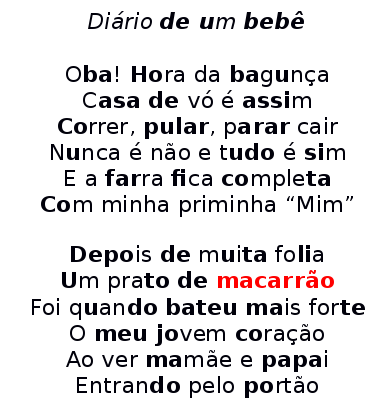 Diário de um bebê
Oba! Hora da bagunça
Casa de vó é assim
Correr, pular, parar cair
Nunca é não e tudo é sim
E a farra fica completa
Com minha priminha “Mim”
Depois de muita folia
Um prato de macarrão
Foi quando bateu mais forte
O meu jovem coração
Ao ver mamãe e papai
Entrando pelo portão